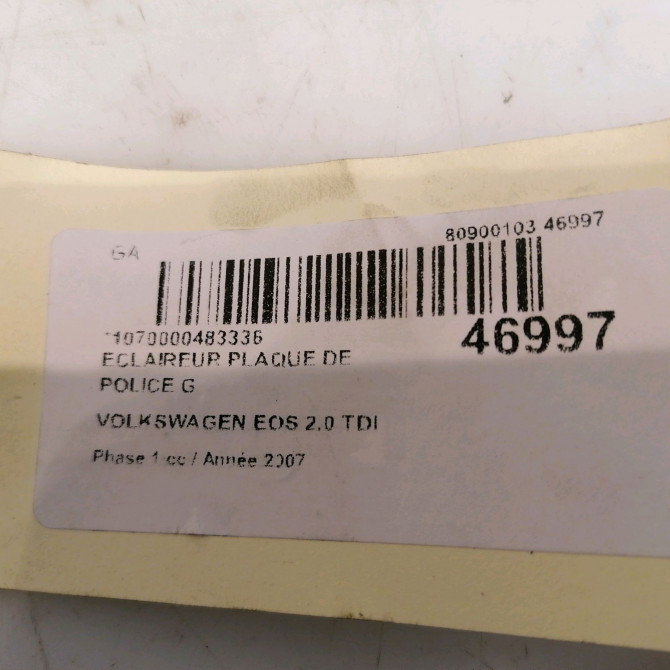 GA
80900103 46997
11070000483336
46997
ECLAIREUR PLAQUE DE
POLICE G
VOLKSWAGEN EOS 2.0 TDI
Phase 1 cc / Année 2007